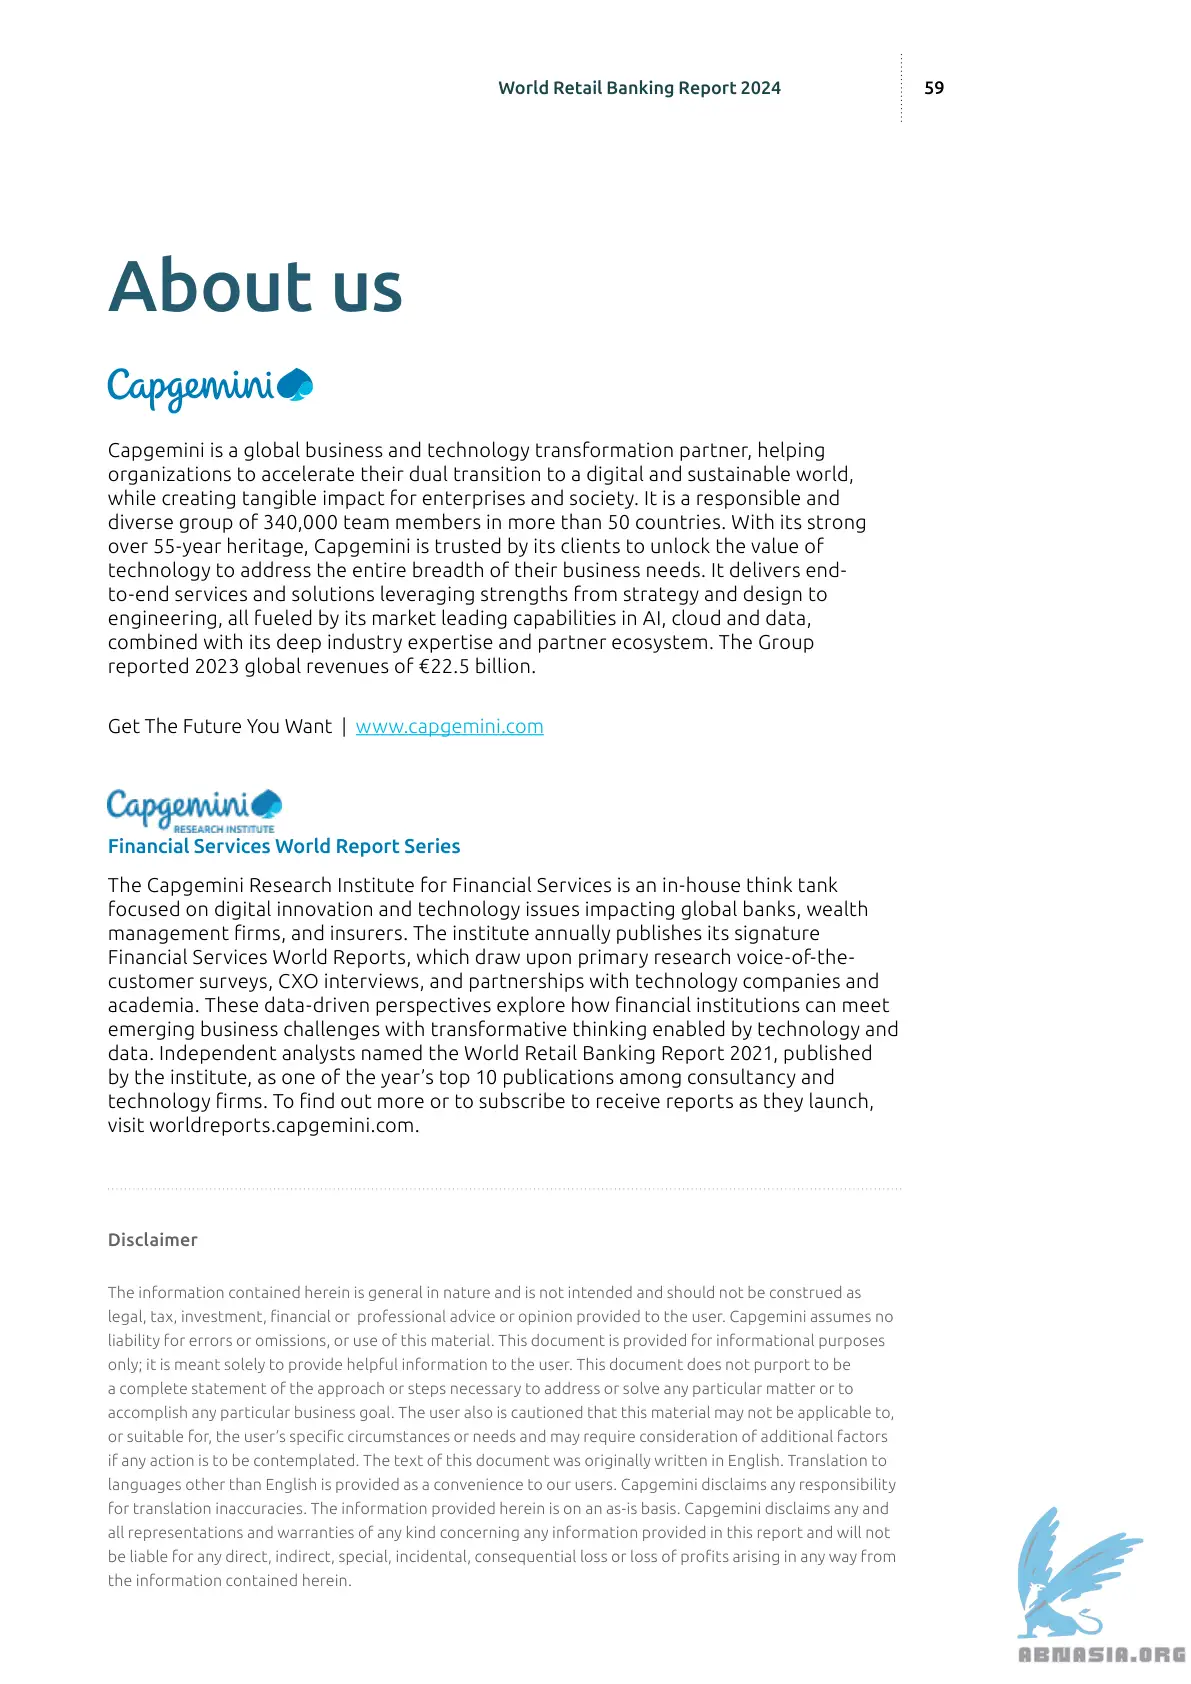 World Retail Banking Report 2024
59
About us
Capgemini
Capgemini is a global business and technology transformation partner, helping
organizations to accelerate their dual transition to a digital and sustainable world,
while creating tangible impact for enterprises and society. It is a responsible and
diverse group of 340,000 team members in more than 50 countries. With its strong
over 55-year heritage, Capgemini is trusted by its clients to unlock the value of
technology to address the entire breadth of their business needs. It delivers end-
to-end services and solutions leveraging strengths from strategy and design to
engineering, all fueled by its market leading capabilities in AI, cloud and data,
combined with its deep industry expertise and partner ecosystem. The Group
reported 2023 global revenues of €22.5 billion.
Get The Future You Want | www.capgemini.com
Capgemini
RESEARCH INSTITUTE
Financial Services World Report Series
The Capgemini Research Institute for Financial Services is an in-house think tank
focused on digital innovation and technology issues impacting global banks, wealth
management firms, and insurers. The institute annually publishes its signature
Financial Services World Reports, which draw upon primary research voice-of-the-
customer surveys, CXO interviews, and partnerships with technology companies and
academia. These data-driven perspectives explore how financial institutions can meet
emerging business challenges with transformative thinking enabled by technology and
data. Independent analysts named the World Retail Banking Report 2021, published
by the institute, as one of the year’s top 10 publications among consultancy and
technology firms. To find out more or to subscribe to receive reports as they launch,
visit worldreports.capgemini.com.
Disclaimer
The information contained herein is general in nature and is not intended and should not be construed as
legal, tax, investment, financial or professional advice or opinion provided to the user. Capgemini assumes no
liability for errors or omissions, or use of this material. This document is provided for informational purposes
only; it is meant solely to provide helpful information to the user. This document does not purport to be
a complete statement of the approach or steps necessary to address or solve any particular matter or to
accomplish any particular business goal. The user also is cautioned that this material may not be applicable to,
or suitable for, the user’s specific circumstances or needs and may require consideration of additional factors
if any action is to be contemplated. The text of this document was originally written in English. Translation to
languages other than English is provided as a convenience to our users. Capgemini disclaims any responsibility
for translation inaccuracies. The information provided herein is on an as-is basis. Capgemini disclaims any and
all representations and warranties of any kind concerning any information provided in this report and will not
be liable for any direct, indirect, special, incidental, consequential loss or loss of profits arising in any way from
the information contained herein.
ABNASIA.ORG